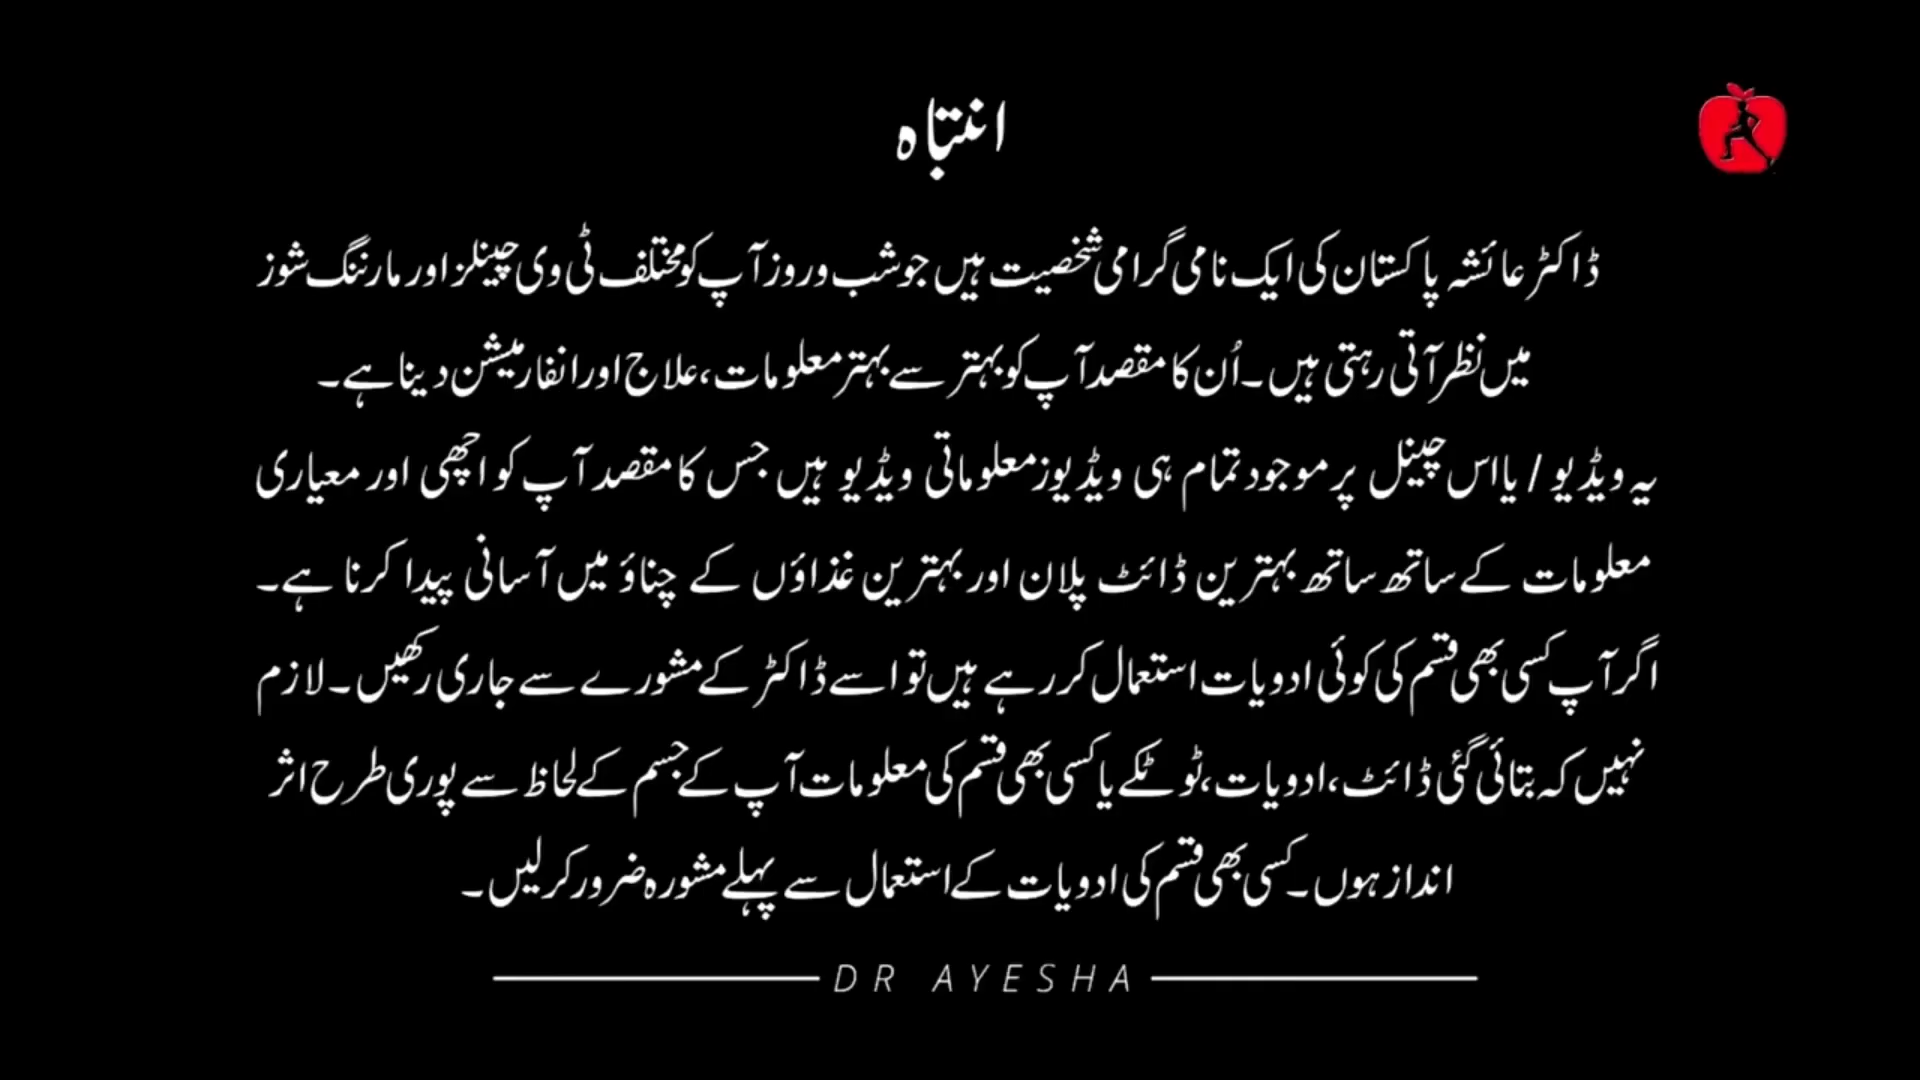 انتباہ
ڈاکٹر عائشہ پاکستان کی ایک نامی گرامی شخصیت ہیں جو شب و روز آپ کو مختلف ٹی وی چینلز اور مارننگ شوز
میں نظر آتی رہتی ہیں۔ اُن کا مقصد آپ کو بہتر سے بہتر معلومات، علاج اور انفارمیشن دینا ہے۔
یہ ویڈیو / یا اس چینل پر موجود تمام ہی ویڈیوز معلوماتی ویڈیو ہیں جس کا مقصد آپ کو اچھی اور معیاری
معلومات کے ساتھ ساتھ بہترین ڈائٹ پلان اور بہترین غذاؤں کے چناؤ میں آسانی پیدا کرنا ہے۔
اگر آپ کسی بھی قسم کی کوئی ادویات استعمال کر رہے ہیں تو اسے ڈاکٹر کے مشورے سے جاری رکھیں۔ لازم
نہیں کہ بتائی گئی ڈائٹ، ادویات، ٹوٹکے یا کسی بھی قسم کی معلومات آپ کے جسم کے لحاظ سے پوری طرح اثر
انداز ہوں۔ کسی بھی قسم کی ادویات کے استعمال سے پہلے مشورہ ضرور کر لیں۔
DR AYESHA